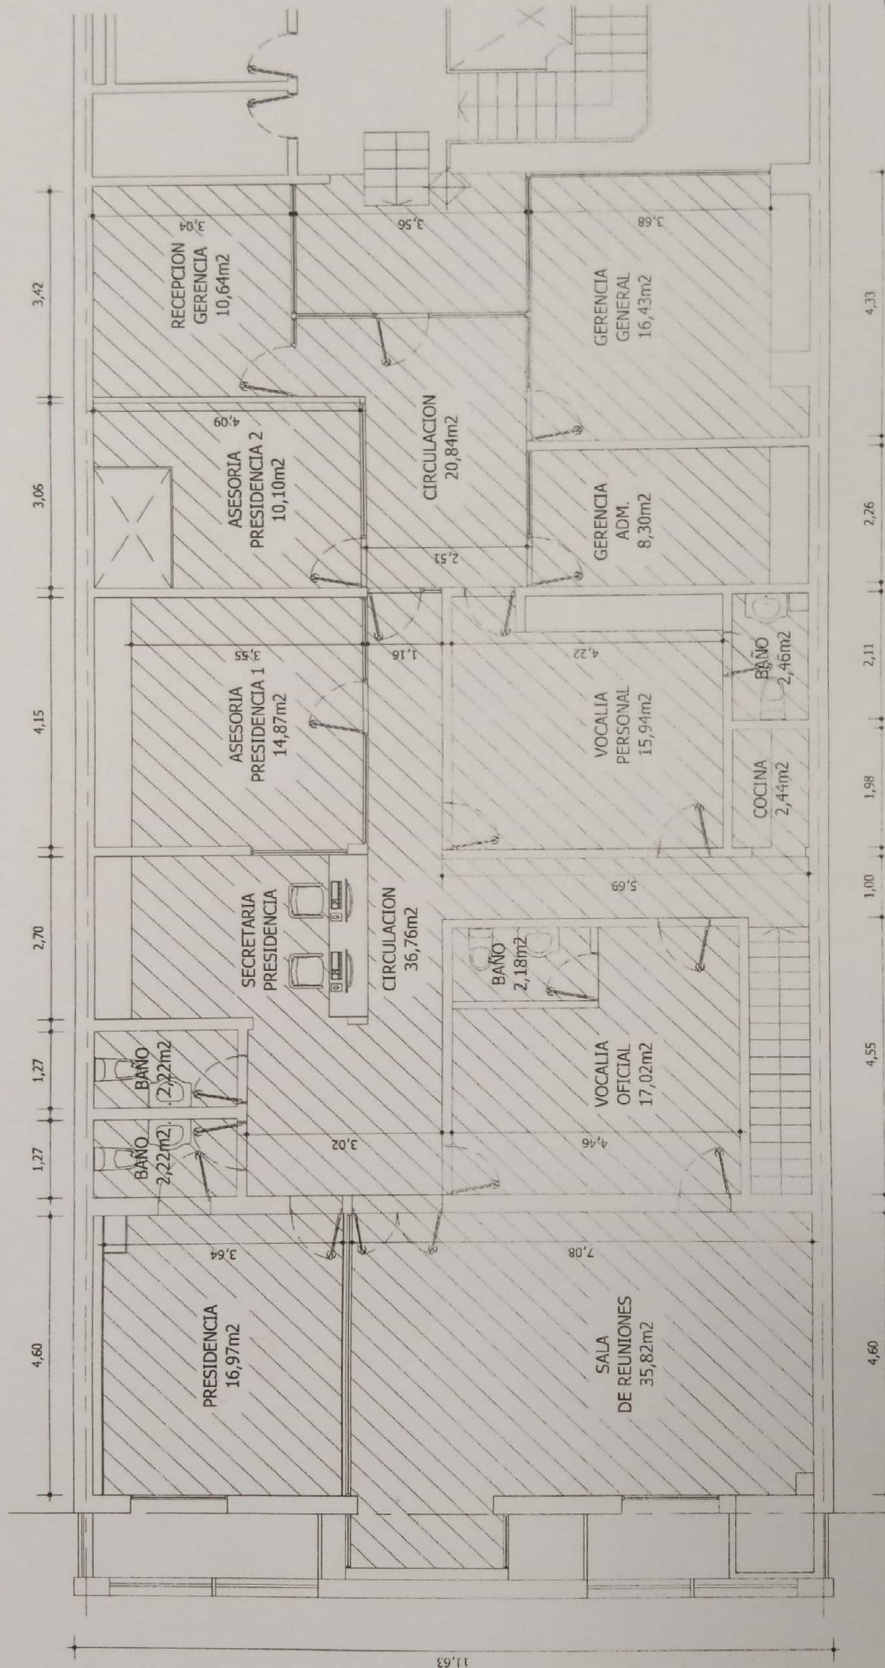 3,42
3,06
4,15
2,70
1,27
1,27
4,60
3,04
RECEPCION
GERENCIA
10,64m2
3,56
3,68
GERENCIA
GENERAL
16,43m2
4,09
ASESORIA
PRESIDENCIA 2
10,10m2
CIRCULACION
20,84m2
2,51
GERENCIA
ADM.
8,30m2
3,55
ASESORIA
PRESIDENCIA 1
14,87m2
1,16
4,22
VOCALIA
PERSONAL
15,94m2
BAÑO
2,46m2
COCINA
2,44m2
SECRETARIA
PRESIDENCIA
CIRCULACION
36,76m2
5,69
BAÑO
2,18m2
BAÑO
2,22m2
BAÑO
2,22m2
3,02
VOCALIA
OFICIAL
17,02m2
4,46
3,64
PRESIDENCIA
16,97m2
7,08
SALA
DE REUNIONES
35,82m2
4,33
2,26
2,11
1,98
1,00
4,55
4,60
11,63